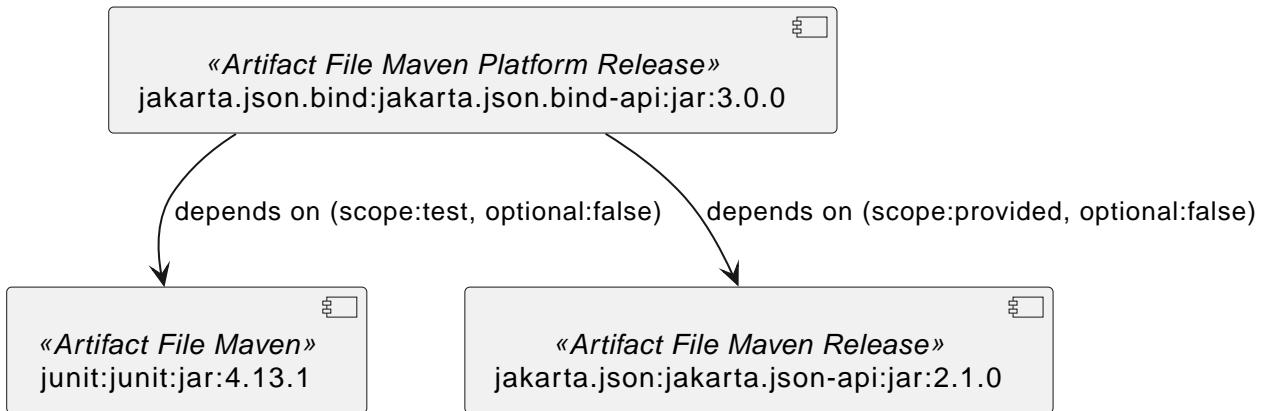 «Artifact File Maven Platform Release»
jakarta.json.bind:jakarta.json.bind-api:jar:3.0.0
depends on (scope:test, optional:false)
depends on (scope:provided, optional:false)
«Artifact File Maven»
junit:junit:jar:4.13.1
«Artifact File Maven Release»
jakarta.json:jakarta.json-api:jar:2.1.0